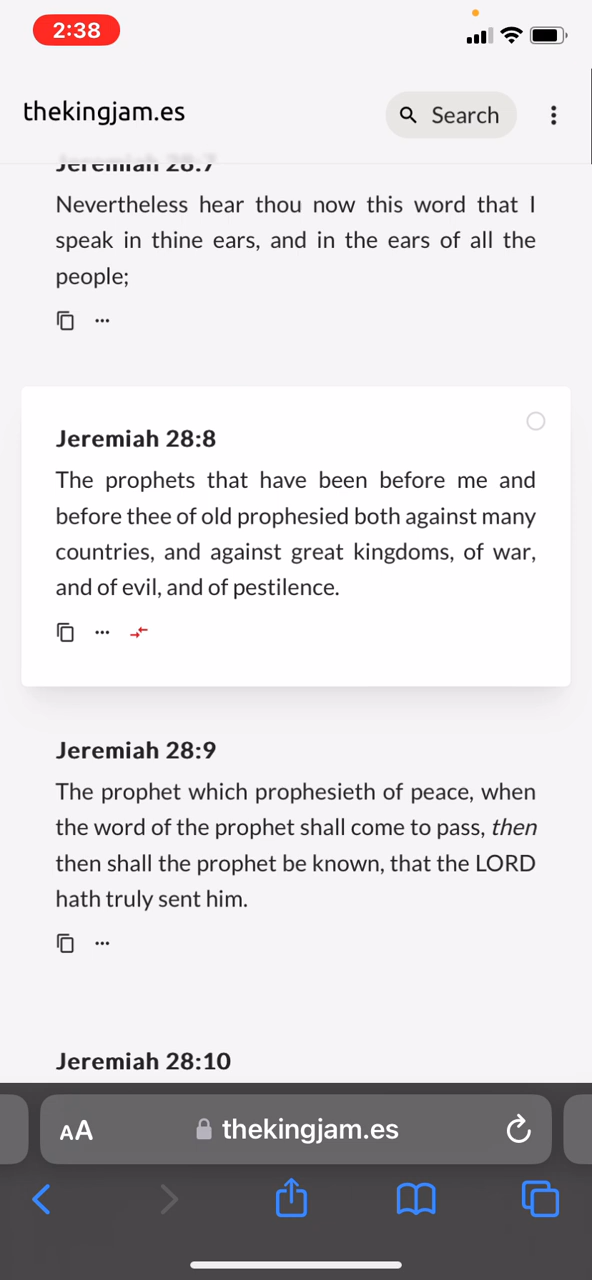 2:38
thekingjam.es
Search
Jeremiah 28:7
Nevertheless hear thou now this word that I
speak in thine ears, and in the ears of all the
people;
Jeremiah 28:8
The prophets that have been before me and
before thee of old prophesied both against many
countries, and against great kingdoms, of war,
and of evil, and of pestilence.
Jeremiah 28:9
The prophet which prophesieth of peace, when
the word of the prophet shall come to pass, then
then shall the prophet be known, that the LORD
hath truly sent him.
Jeremiah 28:10
AA thekingjam.es